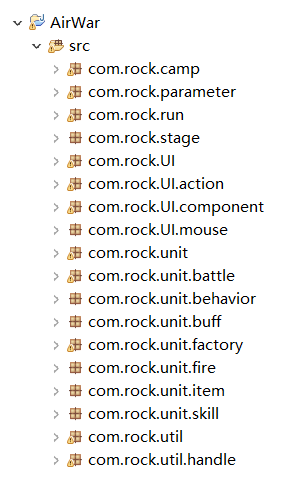 AirWar
src
com.rock.camp
com.rock.parameter
com.rock.run
com.rock.stage
com.rock.UI
com.rock.UI.action
com.rock.UI.component
com.rock.UI.mouse
com.rock.unit
com.rock.unit.battle
com.rock.unit.behavior
com.rock.unit.buff
com.rock.unit.factory
com.rock.unit.fire
com.rock.unit.item
com.rock.unit.skill
com.rock.util
com.rock.util.handle